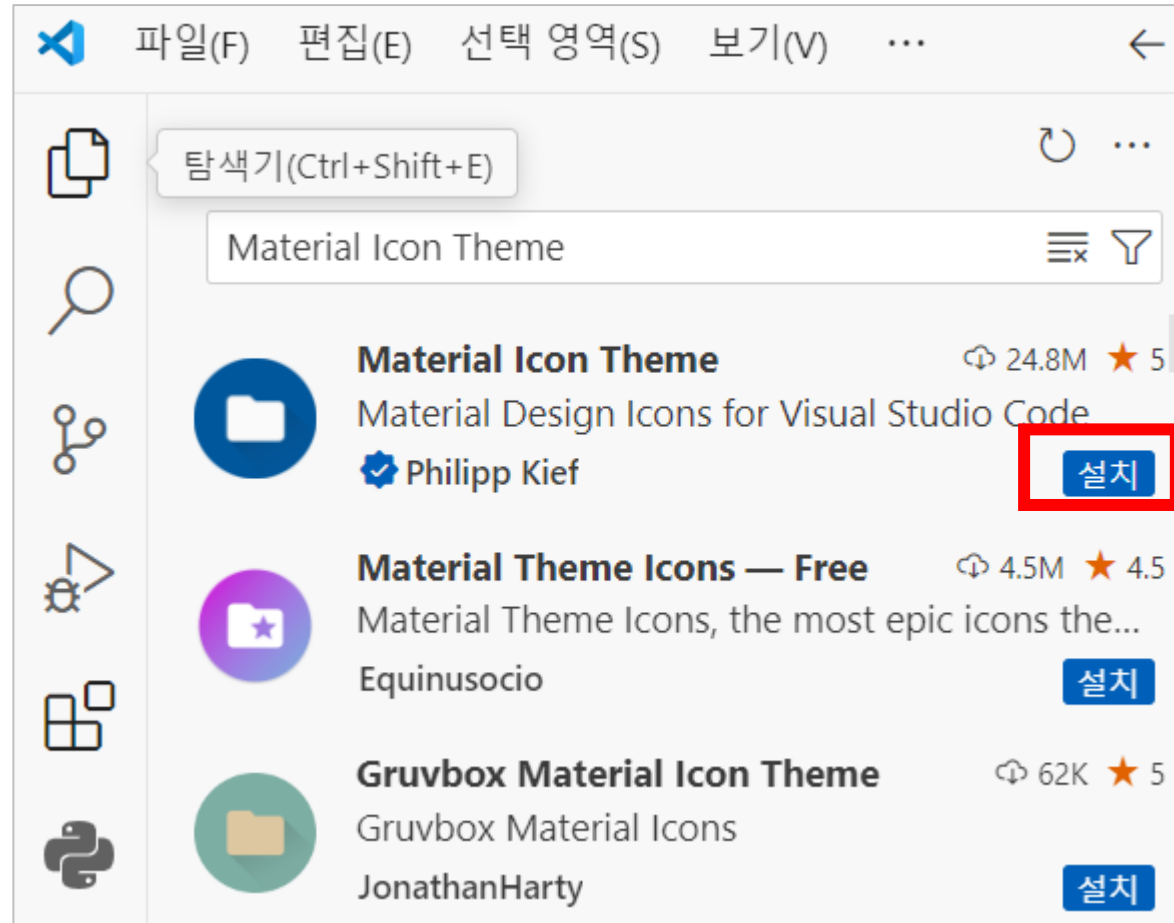 파일(F) 편집(E) 선택 영역(S) 보기(V) ...
탐색기(Ctrl+Shift+E)
Material Icon Theme
Material Icon Theme 24.8M ★ 5
Material Design Icons for Visual Studio Code
Philipp Kief 설치
Material Theme Icons — Free 4.5M ★ 4.5
Material Theme Icons, the most epic icons the...
Equinusocio 설치
Gruvbox Material Icon Theme 62K ★ 5
Gruvbox Material Icons
JonathanHarty 설치